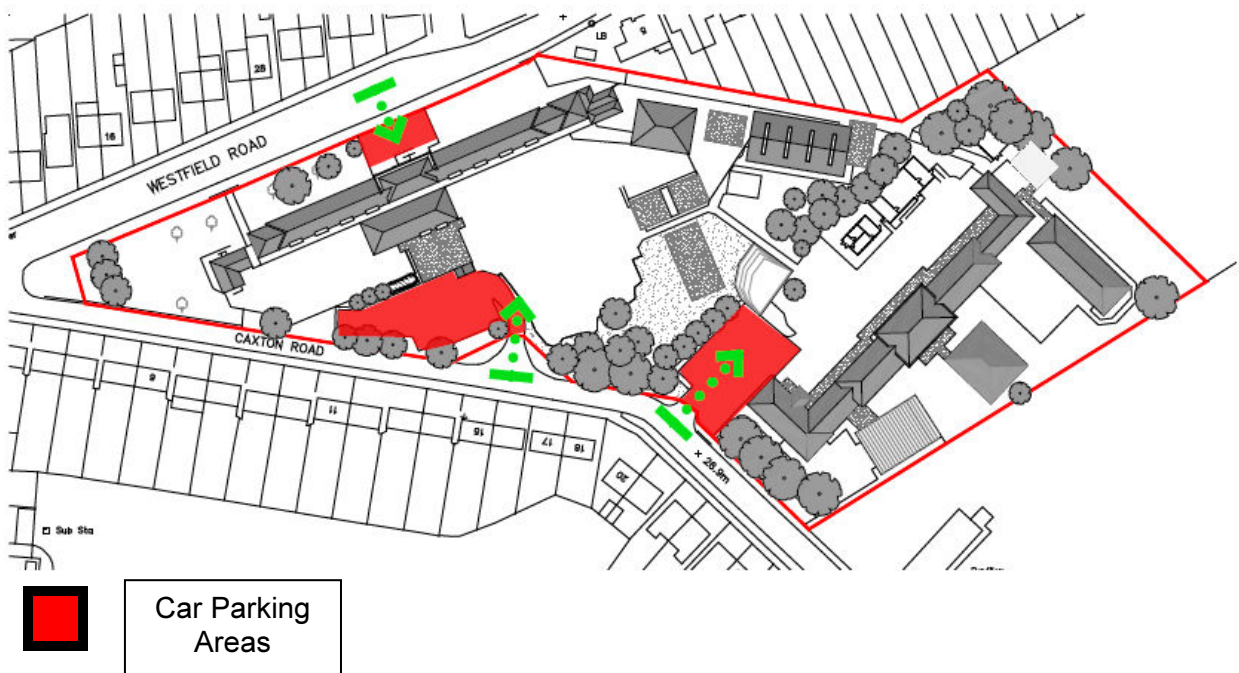 LB
9
28
16
WESTFIELD ROAD
CAXTON ROAD
6
11
15
17
18
20
26.9m
Sub Sta
Car Parking
Areas